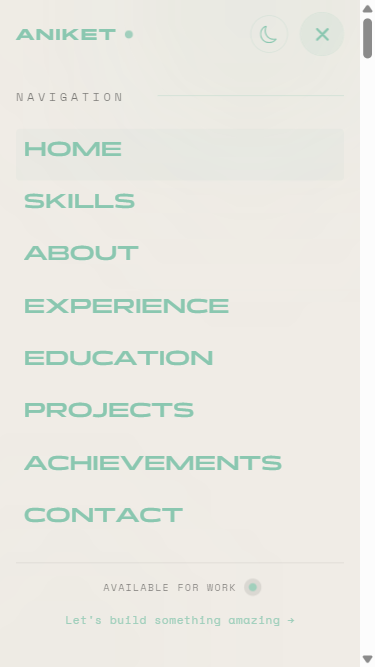 ANIKET
NAVIGATION
HOME
SKILLS
ABOUT
EXPERIENCE
EDUCATION
PROJECTS
ACHIEVEMENTS
CONTACT
AVAILABLE FOR WORK
Let's build something amazing →